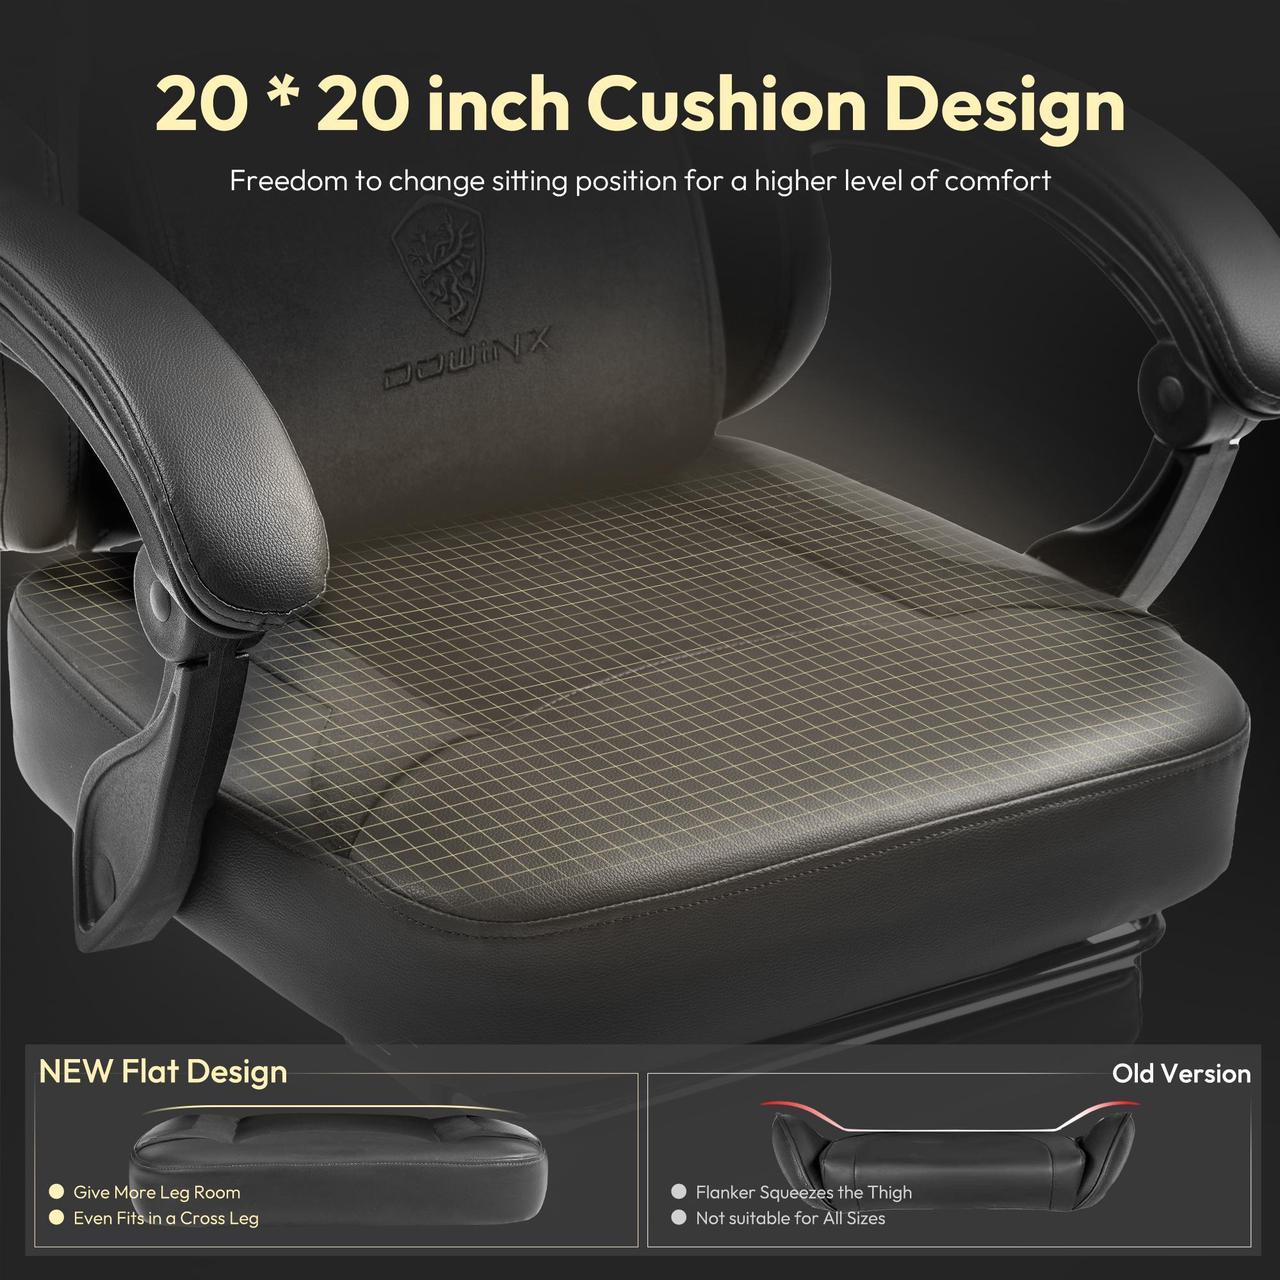 20 * 20 inch Cushion Design
Freedom to change sitting position for a higher level of comfort
DOWINX
NEW Flat Design
Give More Leg Room
Even Fits in a Cross Leg
Old Version
Flanker Squeezes the Thigh
Not suitable for All Sizes